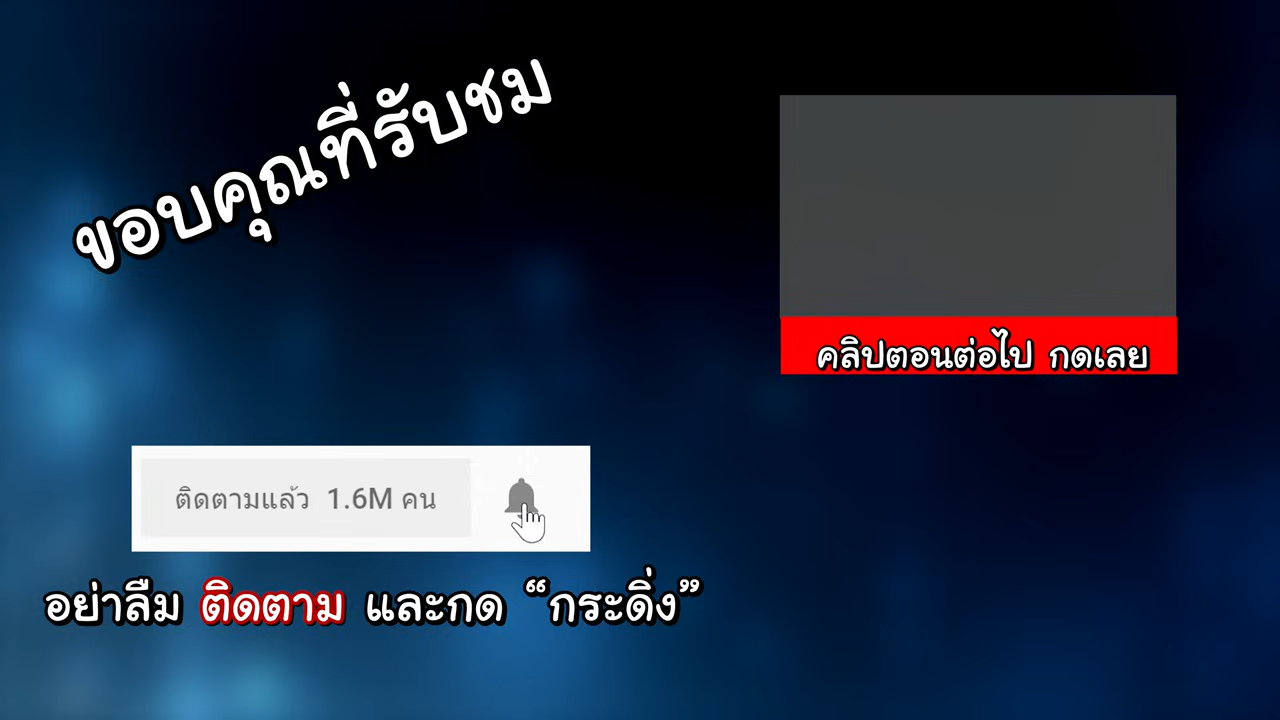 ขอบคุณที่รับชม
คลิปตอนต่อไป กดเลย
ติดตามแล้ว 1.6M คน
อย่าลืม ติดตาม และกด “กระดิ่ง”